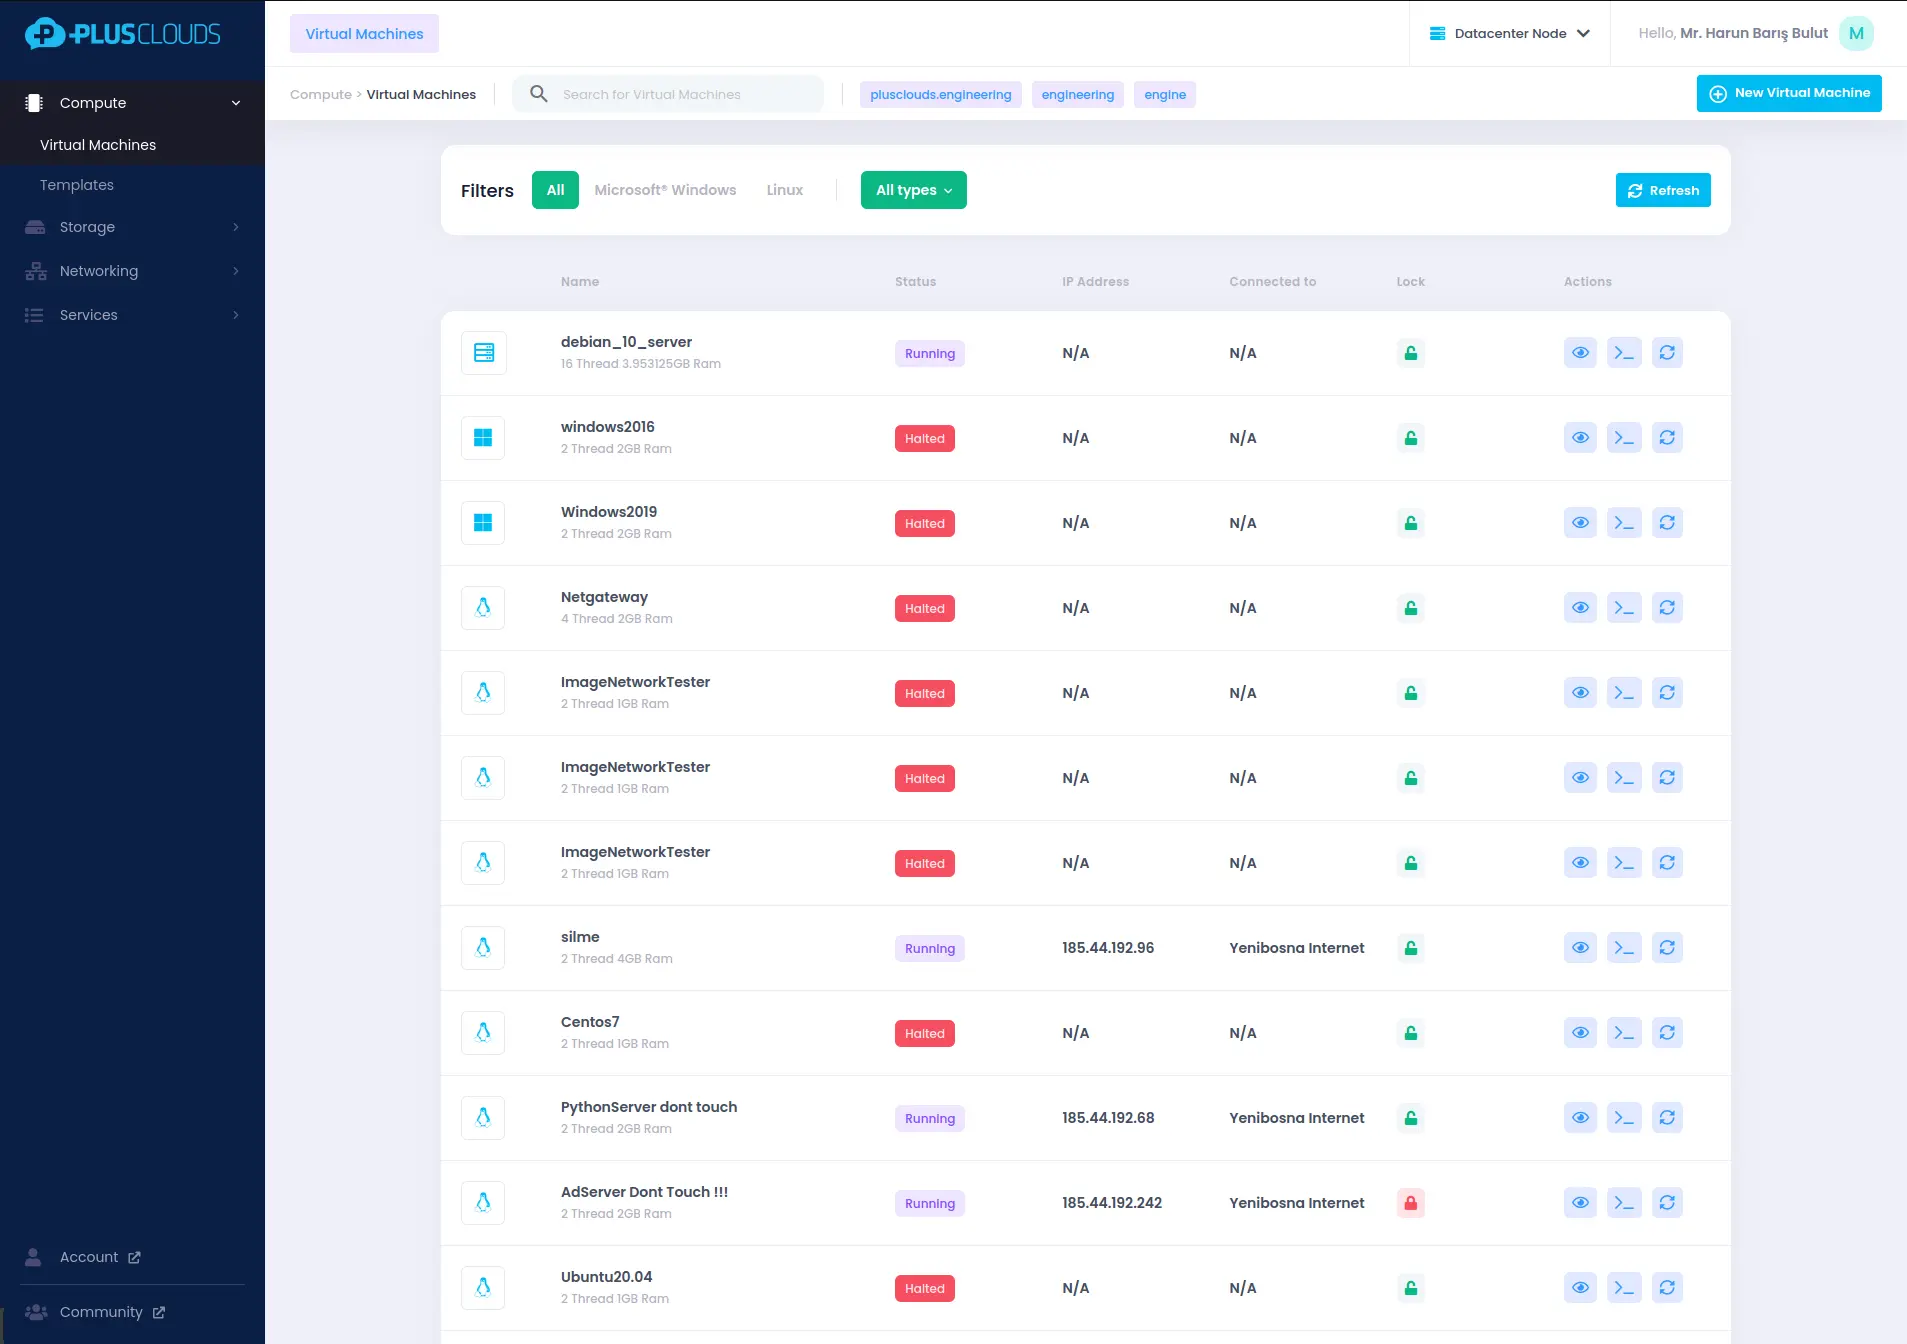 PLUSCLOUDS
Virtual Machines
Datacenter Node
Hello, Mr. Harun Barış Bulut
M
Compute > Virtual Machines
Search for Virtual Machines
plusclouds.engineering
engineering
engine
New Virtual Machine
Compute
Virtual Machines
Templates
Storage
Networking
Services
Account
Community
Filters
All
Microsoft® Windows
Linux
All types
Refresh
Name Status IP Address Connected to Lock Actions
debian_10_server
16 Thread 3.953125GB Ram
Running N/A N/A
windows2016
2 Thread 2GB Ram
Halted N/A N/A
Windows2019
2 Thread 2GB Ram
Halted N/A N/A
Netgateway
4 Thread 2GB Ram
Halted N/A N/A
ImageNetworkTester
2 Thread 1GB Ram
Halted N/A N/A
ImageNetworkTester
2 Thread 1GB Ram
Halted N/A N/A
ImageNetworkTester
2 Thread 1GB Ram
Halted N/A N/A
silme
2 Thread 4GB Ram
Running 185.44.192.96 Yenibosna Internet
Centos7
2 Thread 1GB Ram
Halted N/A N/A
PythonServer dont touch
2 Thread 2GB Ram
Running 185.44.192.68 Yenibosna Internet
AdServer Dont Touch !!!
2 Thread 2GB Ram
Running 185.44.192.242 Yenibosna Internet
Ubuntu20.04
2 Thread 1GB Ram
Halted N/A N/A